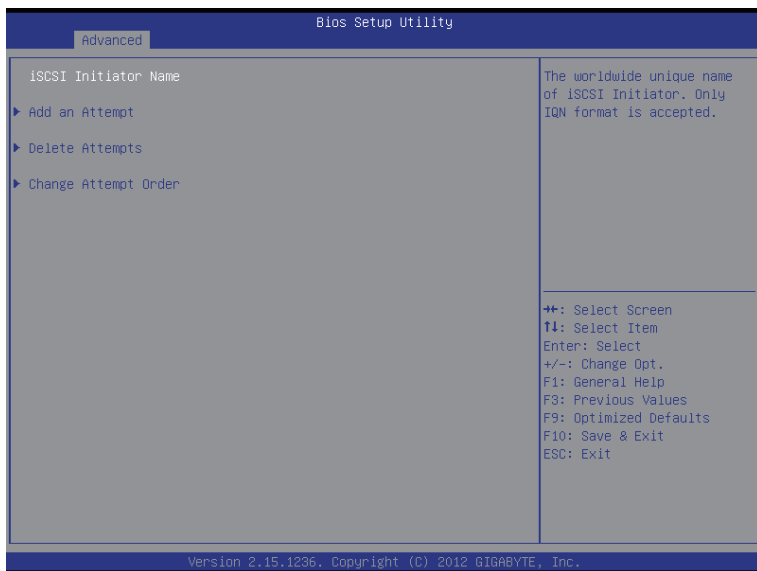 Bios Setup Utility
Advanced
iSCSI Initiator Name
▶ Add an Attempt
▶ Delete Attempts
▶ Change Attempt Order
The worldwide unique name
of iSCSI Initiator. Only
IQN format is accepted.
→←: Select Screen
↑↓: Select Item
Enter: Select
+/-: Change Opt.
F1: General Help
F3: Previous Values
F9: Optimized Defaults
F10: Save & Exit
ESC: Exit
Version 2.15.1236. Copyright (C) 2012 GIGABYTE, Inc.